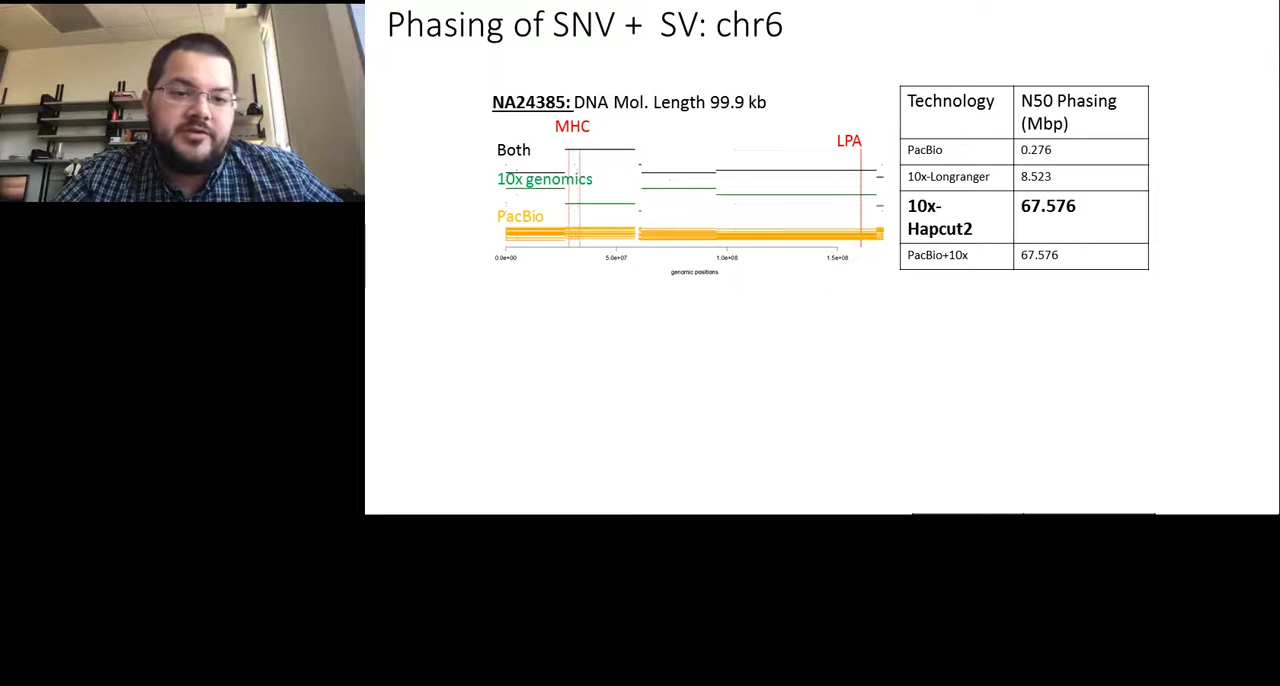 Phasing of SNV + SV: chr6
NA24385: DNA Mol. Length 99.9 kb
MHC
LPA
Both
10x genomics
PacBio
0.0e+00 5.0e+07 1.0e+08 1.5e+08
genomic positions
Technology N50 Phasing
(Mbp)
PacBio 0.276
10x-Longranger 8.523
10x- 67.576
Hapcut2
PacBio+10x 67.576